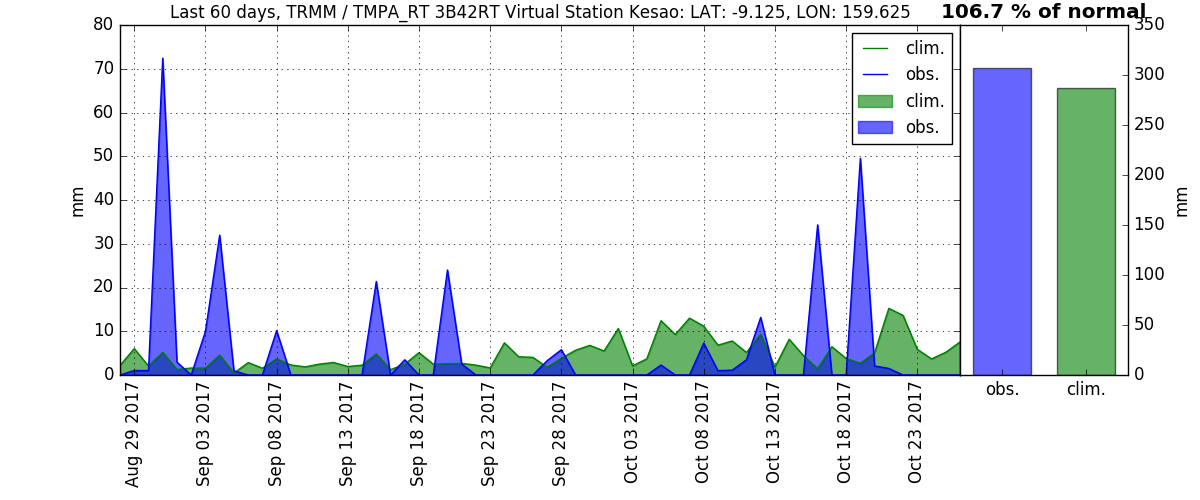 Last 60 days, TRMM / TMPA_RT 3B42RT Virtual Station Kesao: LAT: -9.125, LON: 159.625
106.7 % of normal
80
70
60
50
40
30
20
10
0
mm
clim.
obs.
clim.
obs.
350
300
250
200
150
100
50
0
mm
Aug 29 2017
Sep 03 2017
Sep 08 2017
Sep 13 2017
Sep 18 2017
Sep 23 2017
Sep 28 2017
Oct 03 2017
Oct 08 2017
Oct 13 2017
Oct 18 2017
Oct 23 2017
obs.
clim.